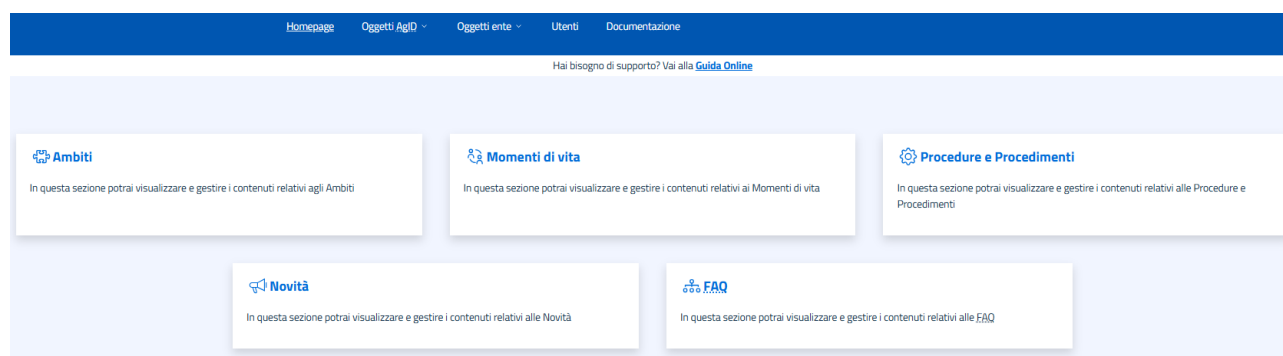 Homepage Oggetti AgID Oggetti ente Utenti Documentazione
Hai bisogno di supporto? Vai alla Guida Online
Ambiti
In questa sezione potrai visualizzare e gestire i contenuti relativi agli Ambiti
Momenti di vita
In questa sezione potrai visualizzare e gestire i contenuti relativi ai Momenti di vita
Procedure e Procedimenti
In questa sezione potrai visualizzare e gestire i contenuti relativi alle Procedure e
Procedimenti
Novità
In questa sezione potrai visualizzare e gestire i contenuti relativi alle Novità
FAQ
In questa sezione potrai visualizzare e gestire i contenuti relativi alle FAQ